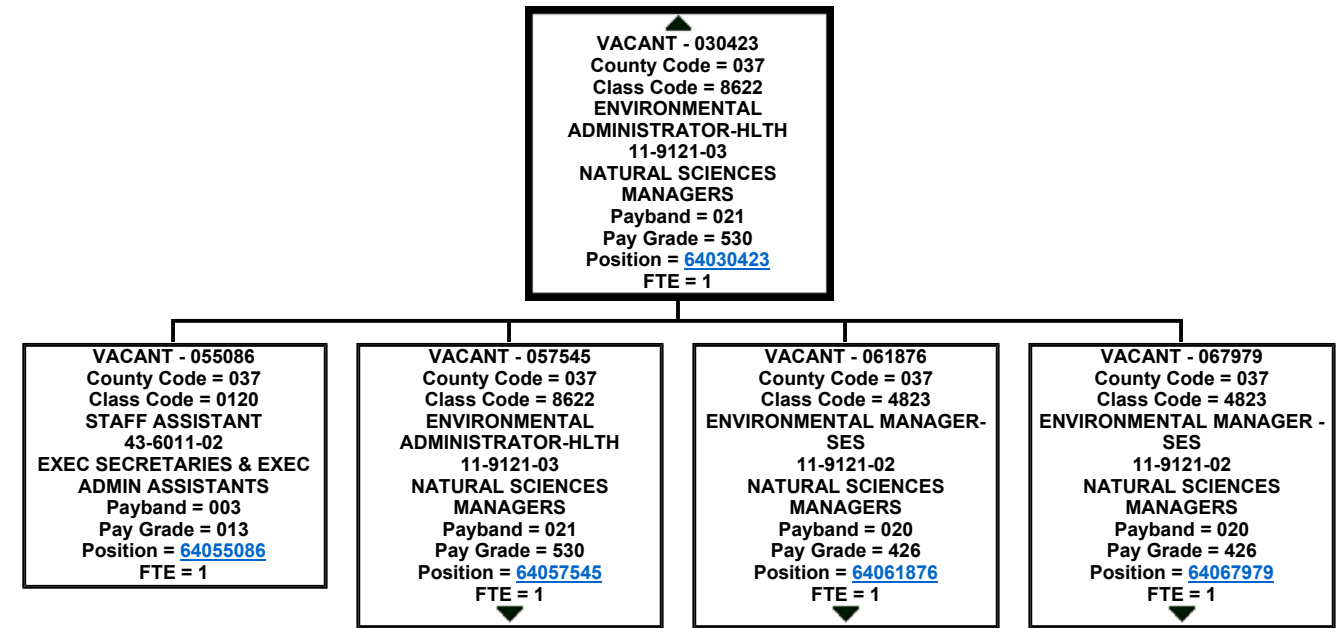 VACANT - 030423
County Code = 037
Class Code = 8622
ENVIRONMENTAL
ADMINISTRATOR-HLTH
11-9121-03
NATURAL SCIENCES
MANAGERS
Payband = 021
Pay Grade = 530
Position = 64030423
FTE = 1
VACANT - 055086
County Code = 037
Class Code = 0120
STAFF ASSISTANT
43-6011-02
EXEC SECRETARIES & EXEC
ADMIN ASSISTANTS
Payband = 003
Pay Grade = 013
Position = 64055086
FTE = 1
VACANT - 057545
County Code = 037
Class Code = 8622
ENVIRONMENTAL
ADMINISTRATOR-HLTH
11-9121-03
NATURAL SCIENCES
MANAGERS
Payband = 021
Pay Grade = 530
Position = 64057545
FTE = 1
VACANT - 061876
County Code = 037
Class Code = 4823
ENVIRONMENTAL MANAGER-
SES
11-9121-02
NATURAL SCIENCES
MANAGERS
Payband = 020
Pay Grade = 426
Position = 64061876
FTE = 1
VACANT - 067979
County Code = 037
Class Code = 4823
ENVIRONMENTAL MANAGER -
SES
11-9121-02
NATURAL SCIENCES
MANAGERS
Payband = 020
Pay Grade = 426
Position = 64067979
FTE = 1